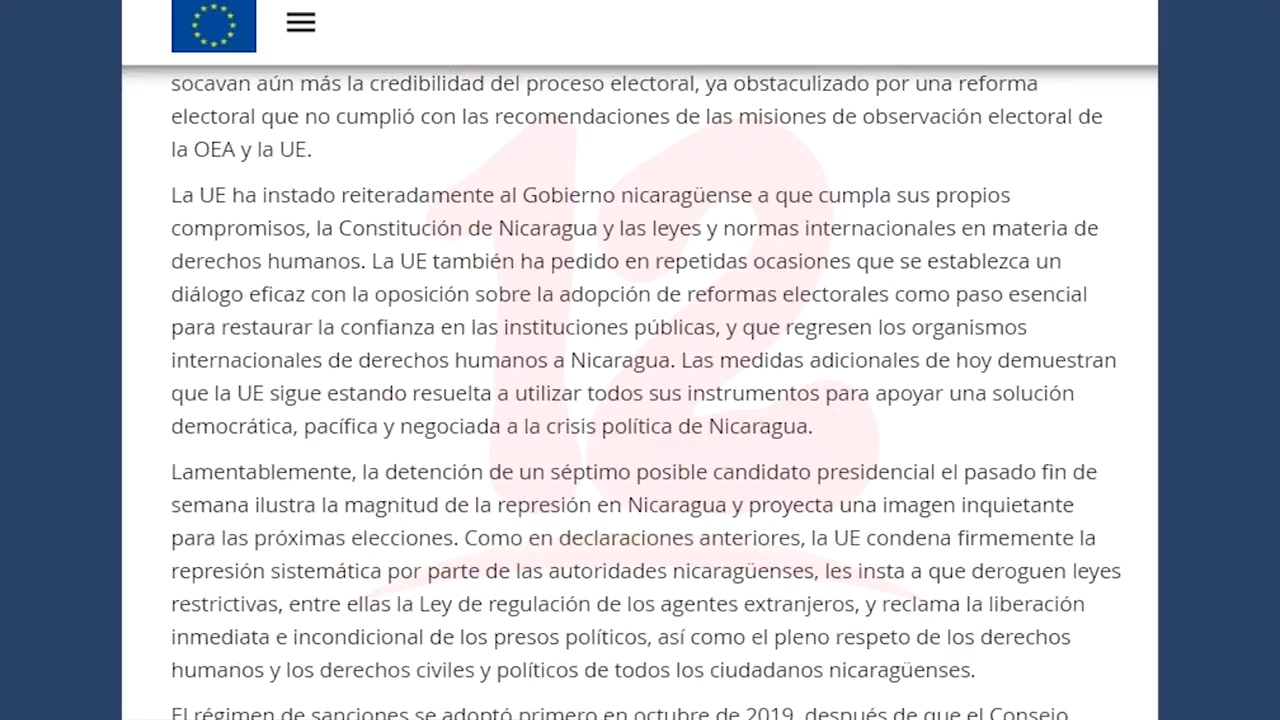 socavan aún más la credibilidad del proceso electoral, ya obstaculizado por una reforma
electoral que no cumplió con las recomendaciones de las misiones de observación electoral de
la OEA y la UE.
La UE ha instado reiteradamente al Gobierno nicaragüense a que cumpla sus propios
compromisos, la Constitución de Nicaragua y las leyes y normas internacionales en materia de
derechos humanos. La UE también ha pedido en repetidas ocasiones que se establezca un
diálogo eficaz con la oposición sobre la adopción de reformas electorales como paso esencial
para restaurar la confianza en las instituciones públicas, y que regresen los organismos
internacionales de derechos humanos a Nicaragua. Las medidas adicionales de hoy demuestran
que la UE sigue estando resuelta a utilizar todos sus instrumentos para apoyar una solución
democrática, pacífica y negociada a la crisis política de Nicaragua.
Lamentablemente, la detención de un séptimo posible candidato presidencial el pasado fin de
semana ilustra la magnitud de la represión en Nicaragua y proyecta una imagen inquietante
para las próximas elecciones. Como en declaraciones anteriores, la UE condena firmemente la
represión sistemática por parte de las autoridades nicaragüenses, les insta a que deroguen leyes
restrictivas, entre ellas la Ley de regulación de los agentes extranjeros, y reclama la liberación
inmediata e incondicional de los presos políticos, así como el pleno respeto de los derechos
humanos y los derechos civiles y políticos de todos los ciudadanos nicaragüenses.
El régimen de sanciones se adoptó primero en octubre de 2019, después de que el Consejo
12